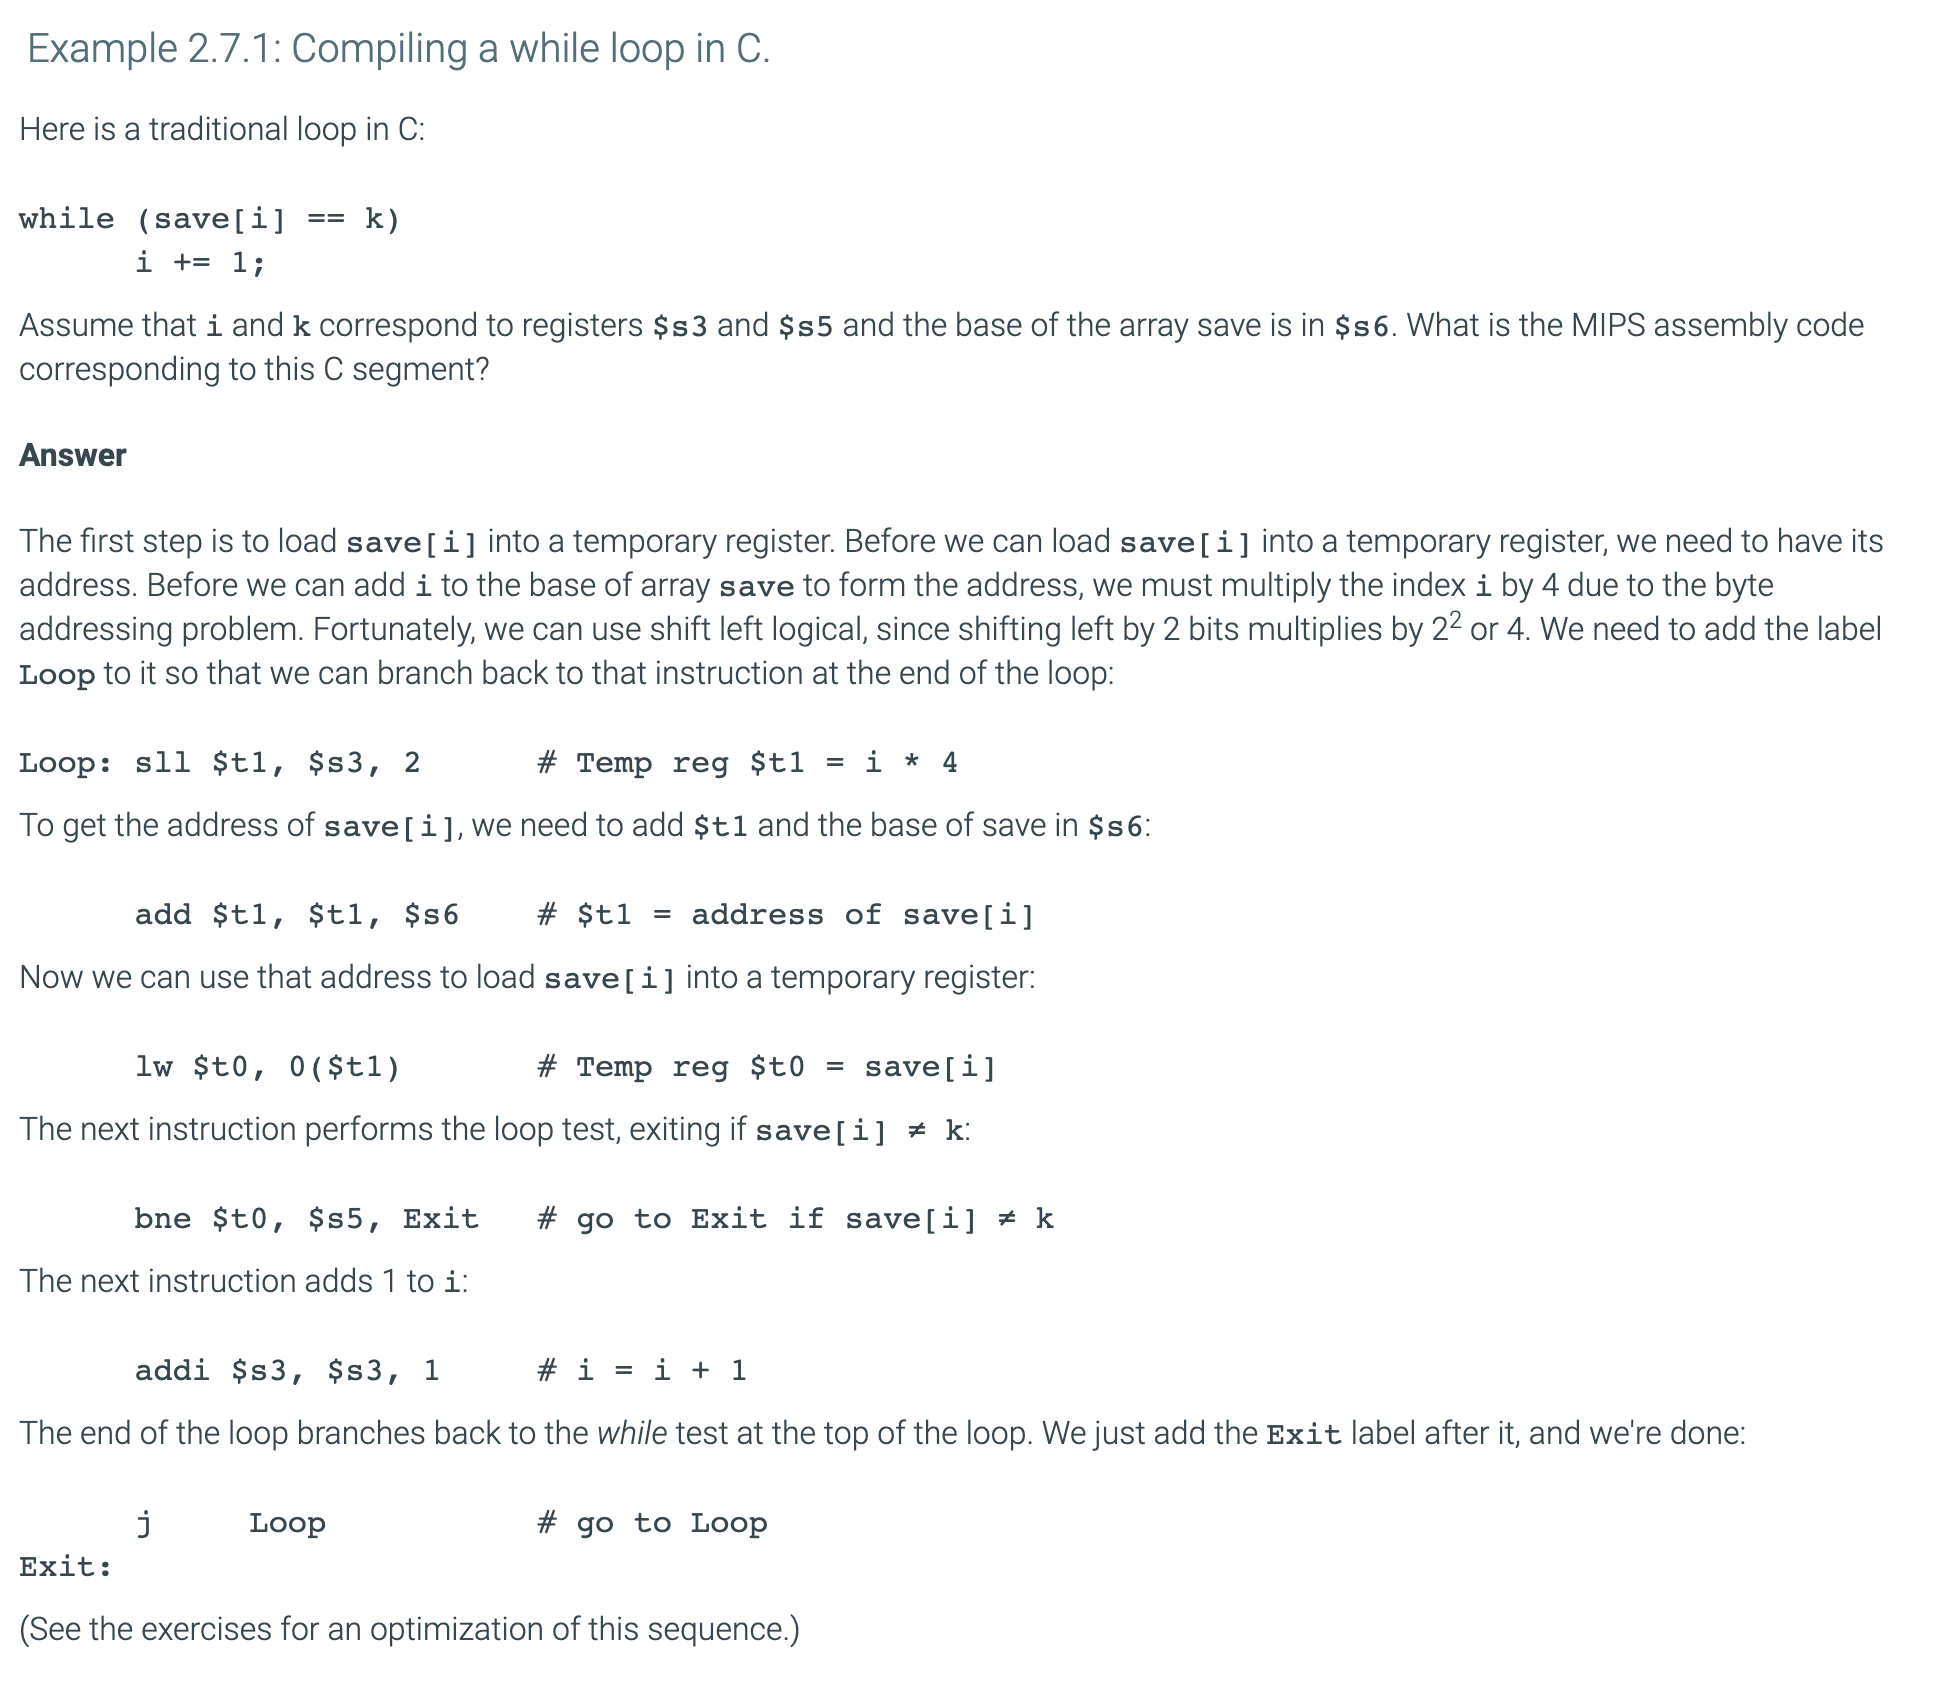 Example 2.7.1: Compiling a while loop in C.
Here is a traditional loop in C:
while (save[i] == k)
      i += 1;
Assume that i and k correspond to registers $s3 and $s5 and the base of the array save is in $s6. What is the MIPS assembly code
corresponding to this C segment?
Answer
The first step is to load save[i] into a temporary register. Before we can load save[i] into a temporary register, we need to have its
address. Before we can add i to the base of array save to form the address, we must multiply the index i by 4 due to the byte
addressing problem. Fortunately, we can use shift left logical, since shifting left by 2 bits multiplies by 2² or 4. We need to add the label
Loop to it so that we can branch back to that instruction at the end of the loop:
Loop: sll $t1, $s3, 2      # Temp reg $t1 = i * 4
To get the address of save[i], we need to add $t1 and the base of save in $s6:
      add $t1, $t1, $s6    # $t1 = address of save[i]
Now we can use that address to load save[i] into a temporary register:
      lw $t0, 0($t1)       # Temp reg $t0 = save[i]
The next instruction performs the loop test, exiting if save[i] ≠ k:
      bne $t0, $s5, Exit   # go to Exit if save[i] ≠ k
The next instruction adds 1 to i:
      addi $s3, $s3, 1     # i = i + 1
The end of the loop branches back to the while test at the top of the loop. We just add the Exit label after it, and we're done:
      j     Loop           # go to Loop
Exit:
(See the exercises for an optimization of this sequence.)